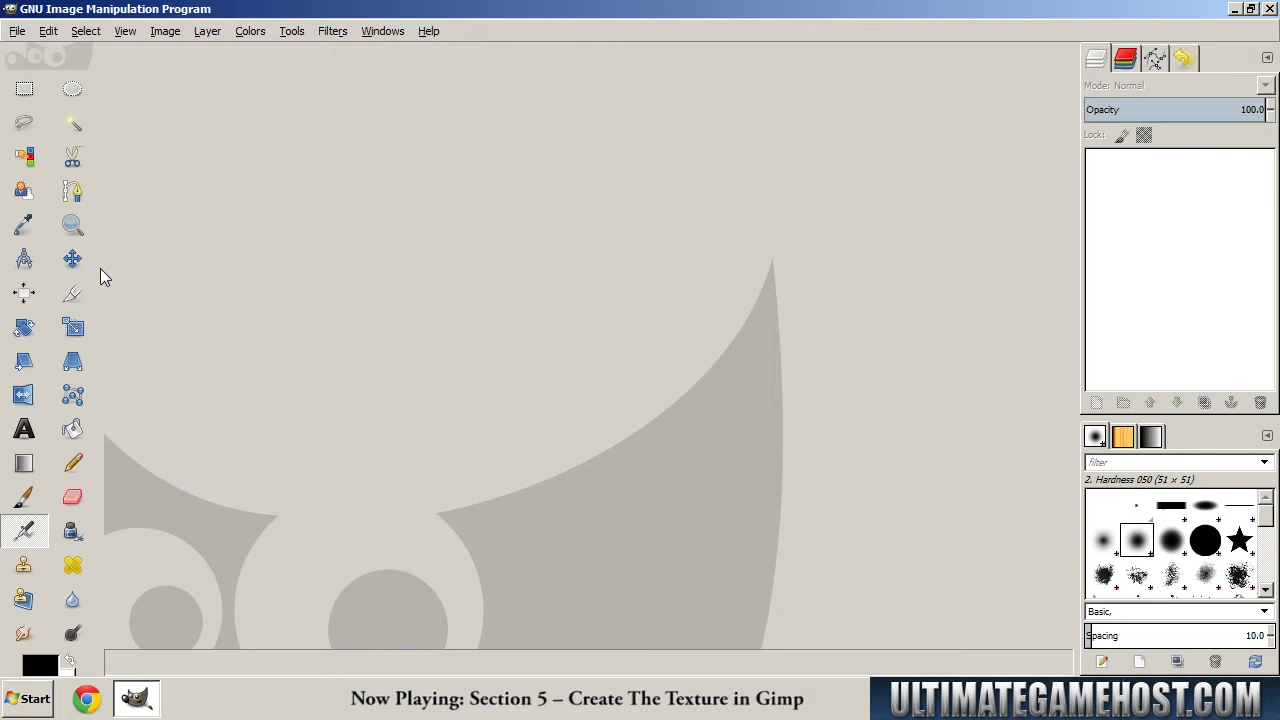 GNU Image Manipulation Program
File Edit Select View Image Layer Colors Tools Filters Windows Help
Mode: Normal
Opacity 100.0
Lock:
filter
2. Hardness 050 (51 × 51)
Basic,
Spacing 10.0
Start
Now Playing: Section 5 – Create The Texture in Gimp
ULTIMATEGAMEHOST.COM